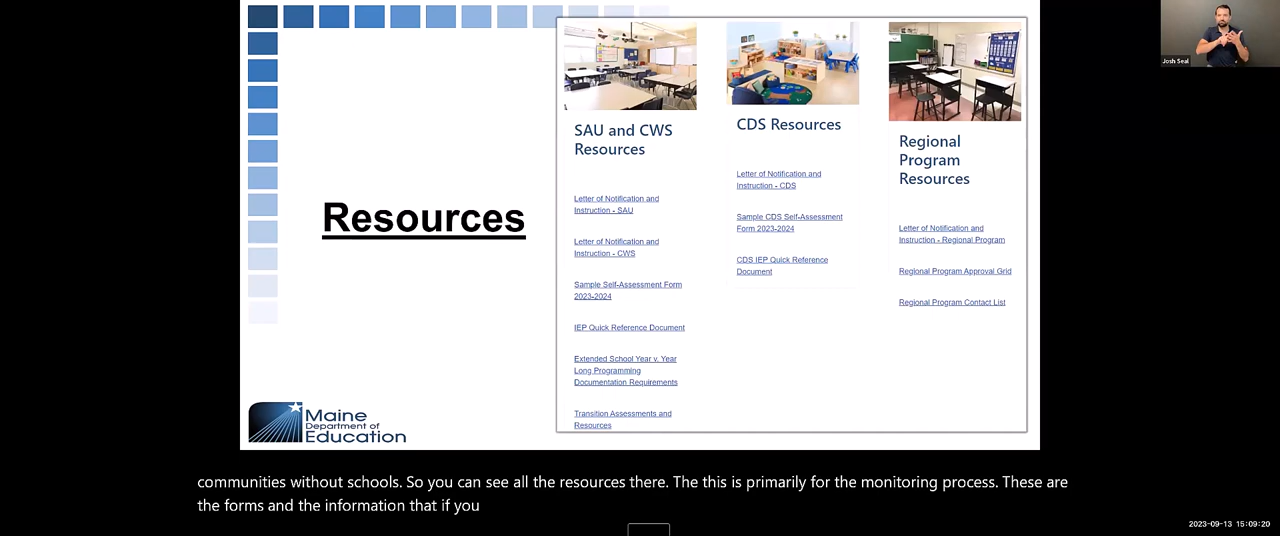 Josh Seal
Resources
SAU and CWS
Resources
Letter of Notification and
Instruction - SAU
Letter of Notification and
Instruction - CWS
Sample Self-Assessment Form
2023-2024
IEP Quick Reference Document
Extended School Year v. Year
Long Programming
Documentation Requirements
Transition Assessments and
Resources
CDS Resources
Letter of Notification and
Instruction - CDS
Sample CDS Self-Assessment
Form 2023-2024
CDS IEP Quick Reference
Document
Regional
Program
Resources
Letter of Notification and
Instruction - Regional Program
Regional Program Approval Grid
Regional Program Contact List
Maine
Department of
Education
communities without schools. So you can see all the resources there. The this is primarily for the monitoring process. These are
the forms and the information that if you
2023-09-13 15:09:20